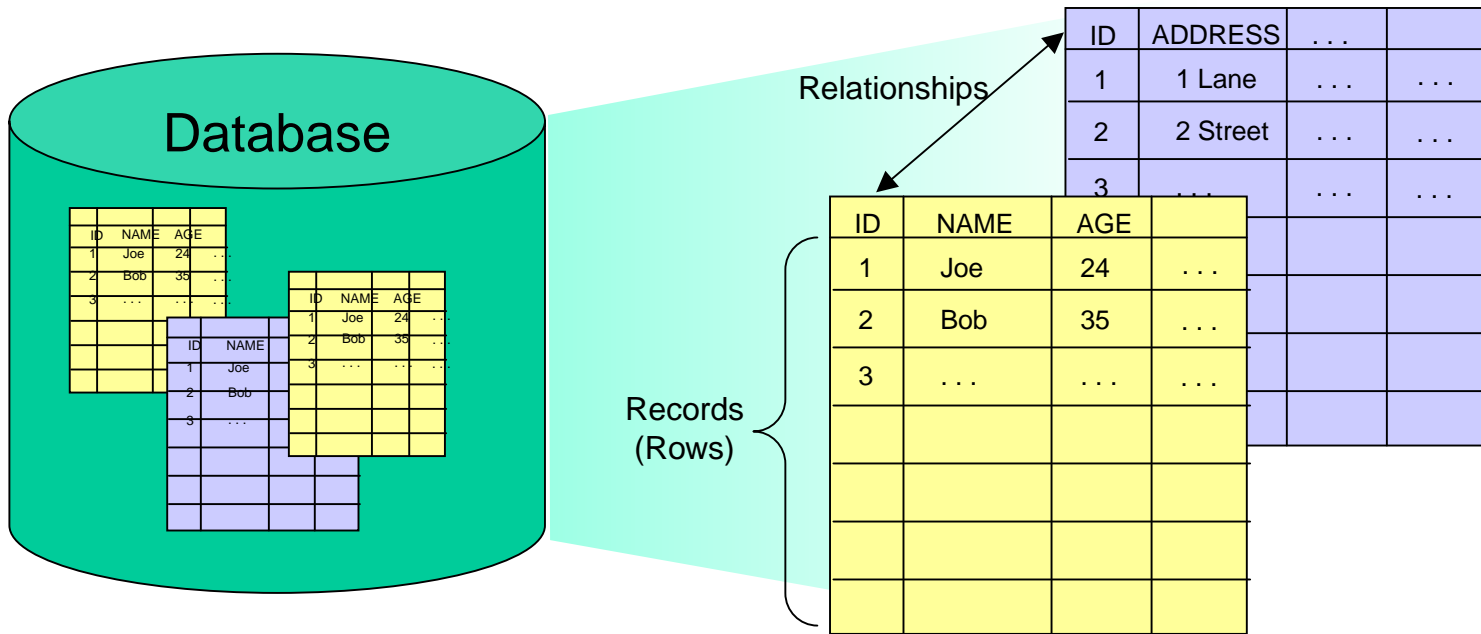 Database
ID NAME AGE
1 Joe 24 . . .
2 Bob 35 . . .
3 . . . . . . . . .
ID NAME
1 Joe
2 Bob
3 . . .
ID NAME AGE
1 Joe 24 . . .
2 Bob 35 . . .
3 . . . . . . . . .
Relationships
ID ADDRESS . . .
1 1 Lane . . . . . .
2 2 Street . . . . . .
3 . . . . . . . . .
Records
(Rows)
ID NAME AGE
1 Joe 24 . . .
2 Bob 35 . . .
3 . . . . . . . . .